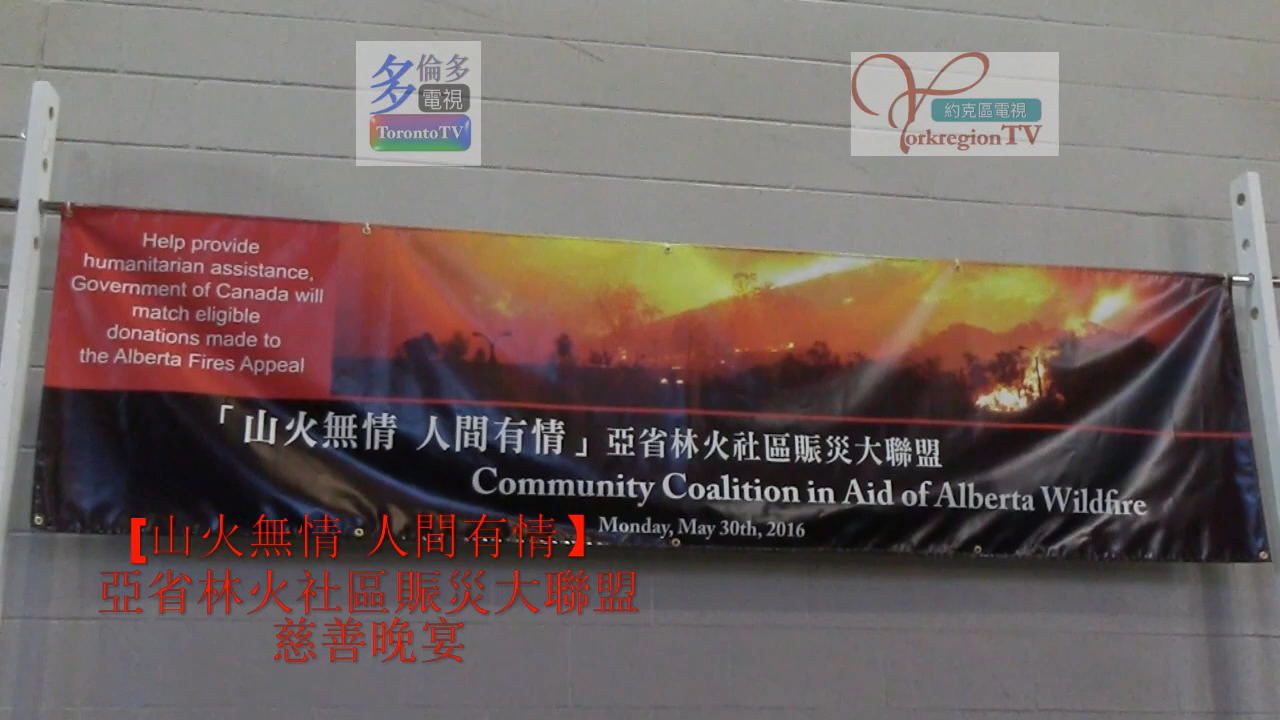 多倫多
電視
TorontoTV
約克區電視
YorkregionTV
Help provide
humanitarian assistance,
Government of Canada will
match eligible
donations made to
the Alberta Fires Appeal
「山火無情 人間有情」亞省林火社區賑災大聯盟
Community Coalition in Aid of Alberta Wildfire
Monday, May 30th, 2016
【山火無情 人間有情】
亞省林火社區賑災大聯盟
慈善晚宴